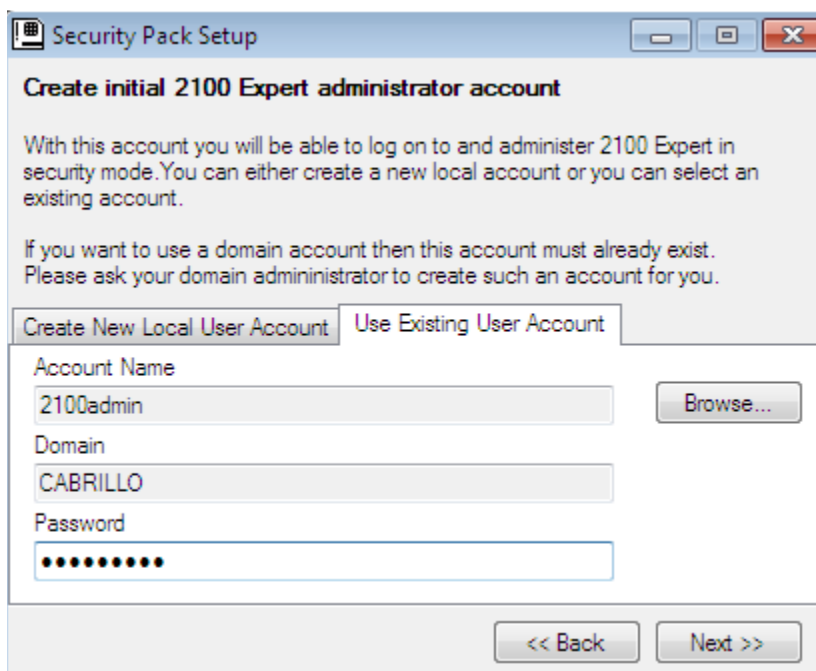 Security Pack Setup
Create initial 2100 Expert administrator account
With this account you will be able to log on to and administer 2100 Expert in
security mode.You can either create a new local account or you can select an
existing account.
If you want to use a domain account then this account must already exist.
Please ask your domain admininistrator to create such an account for you.
Create New Local User Account Use Existing User Account
Account Name
2100admin Browse...
Domain
CABRILLO
Password
•••••••••
<< Back Next >>